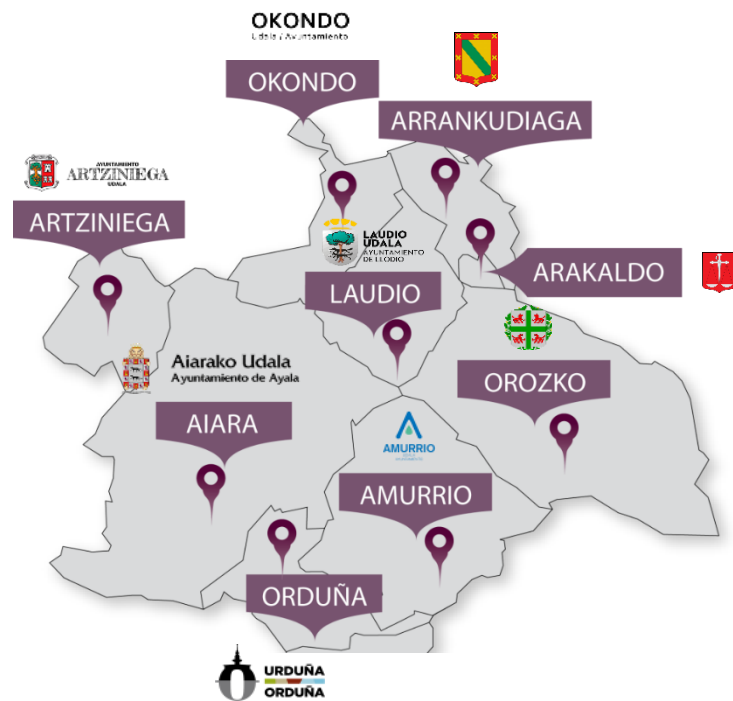 OKONDO
Udala / Ayuntamiento
OKONDO
ARRANKUDIAGA
AYUNTAMIENTO
ARTZINIEGA
UDALA
ARTZINIEGA
LAUDIO
UDALA
AYUNTAMIENTO
DE LLODIO
ARAKALDO
LAUDIO
Aiarako Udala
Ayuntamiento de Ayala
OROZKO
AIARA
AMURRIO
AMURRIO
ORDUÑA
URDUÑA
ORDUÑA